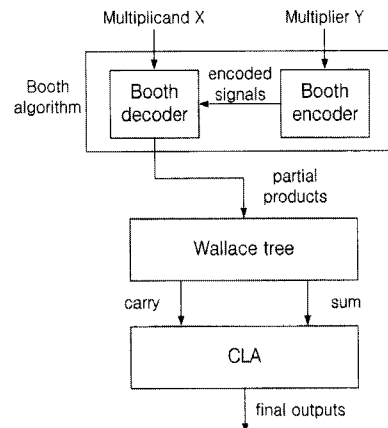 Multiplicand X
Multiplier Y
Booth
algorithm
Booth
decoder
encoded
signals
Booth
encoder
partial
products
Wallace tree
carry
sum
CLA
final outputs